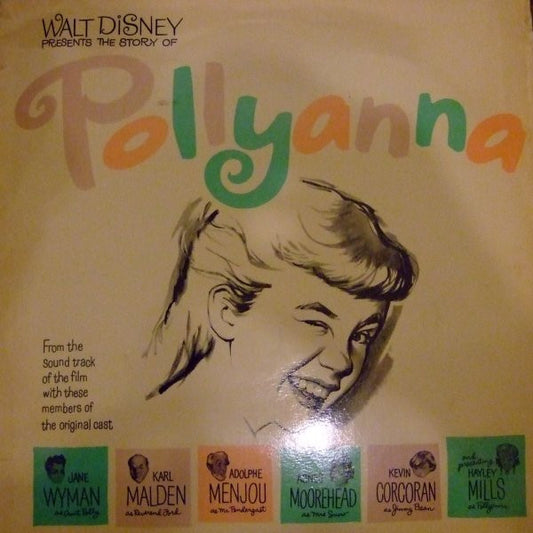 WALT DiSNEY
PRESENTS THE STORY OF
Pollyanna
From the
sound track
of the film
with these
members of
the original cast
JANE
WYMAN
as Aunt Polly
KARL
MALDEN
as Reverend Ford
ADOLPHE
MENJOU
as Mr. Pendergast
AGNES
MOOREHEAD
as Mrs Snow
KEVIN
CORCORAN
as Jimmy Bean
and presenting
HAYLEY
MILLS
as Pollyanna